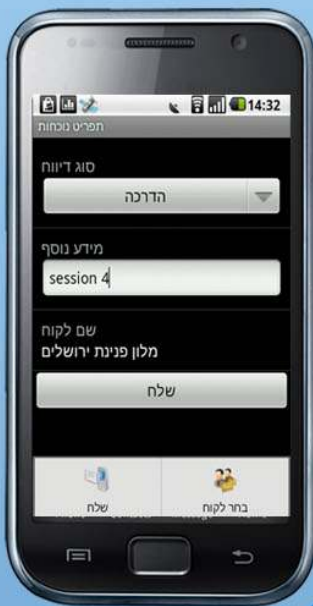 14:32
תפריט נוכחות
סוג דיווח
הדרכה
מידע נוסף
session 4
שם לקוח
מלון פנינת ירושלים
שלח
בחר לקוח
שלח